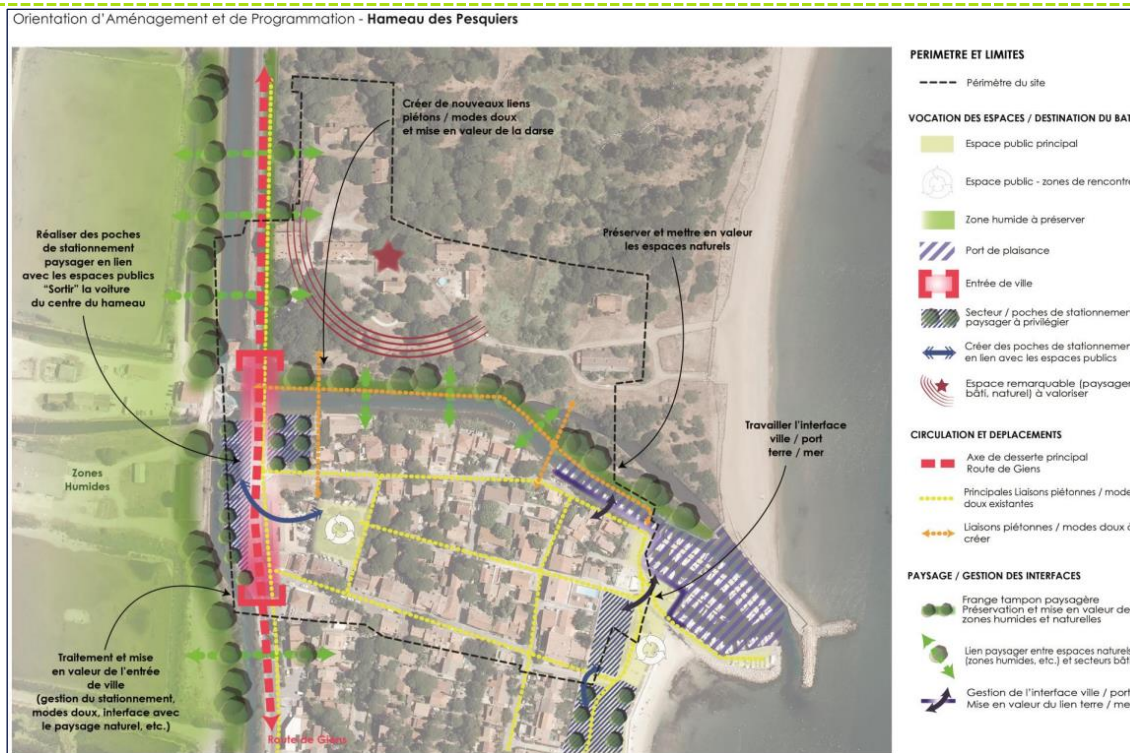 Orientation d’Aménagement et de Programmation - Hameau des Pesquiers
Créer de nouveaux liens
piétons / modes doux
et mise en valeur de la darse
Réaliser des poches
de stationnement
paysager en lien
avec les espaces publics
“Sortir” la voiture
du centre du hameau
Préserver et mettre en valeur
les espaces naturels
Travailler l’interface
ville / port
terre / mer
Zones
Humides
Traitement et mise
en valeur de l’entrée
de ville
(gestion du stationnement,
modes doux, interface avec
le paysage naturel, etc.)
Route de Giens
PERIMETRE ET LIMITES
Périmètre du site
VOCATION DES ESPACES / DESTINATION DU BAT
Espace public principal
Espace public - zones de rencontre
Zone humide à préserver
Port de plaisance
Entrée de ville
Secteur / poches de stationnemen
paysager à privilégier
Créer des poches de stationnemen
en lien avec les espaces publics
Espace remarquable (paysager
bâti, naturel) à valoriser
CIRCULATION ET DEPLACEMENTS
Axe de desserte principal
Route de Giens
Principales Liaisons piétonnes / mode
doux existantes
Liaisons piétonnes / modes doux à
créer
PAYSAGE / GESTION DES INTERFACES
Frange tampon paysagère
Préservation et mise en valeur de
zones humides et naturelles
Lien paysager entre espaces naturels
(zones humides, etc.) et secteurs bât
Gestion de l’interface ville / port
Mise en valeur du lien terre / me